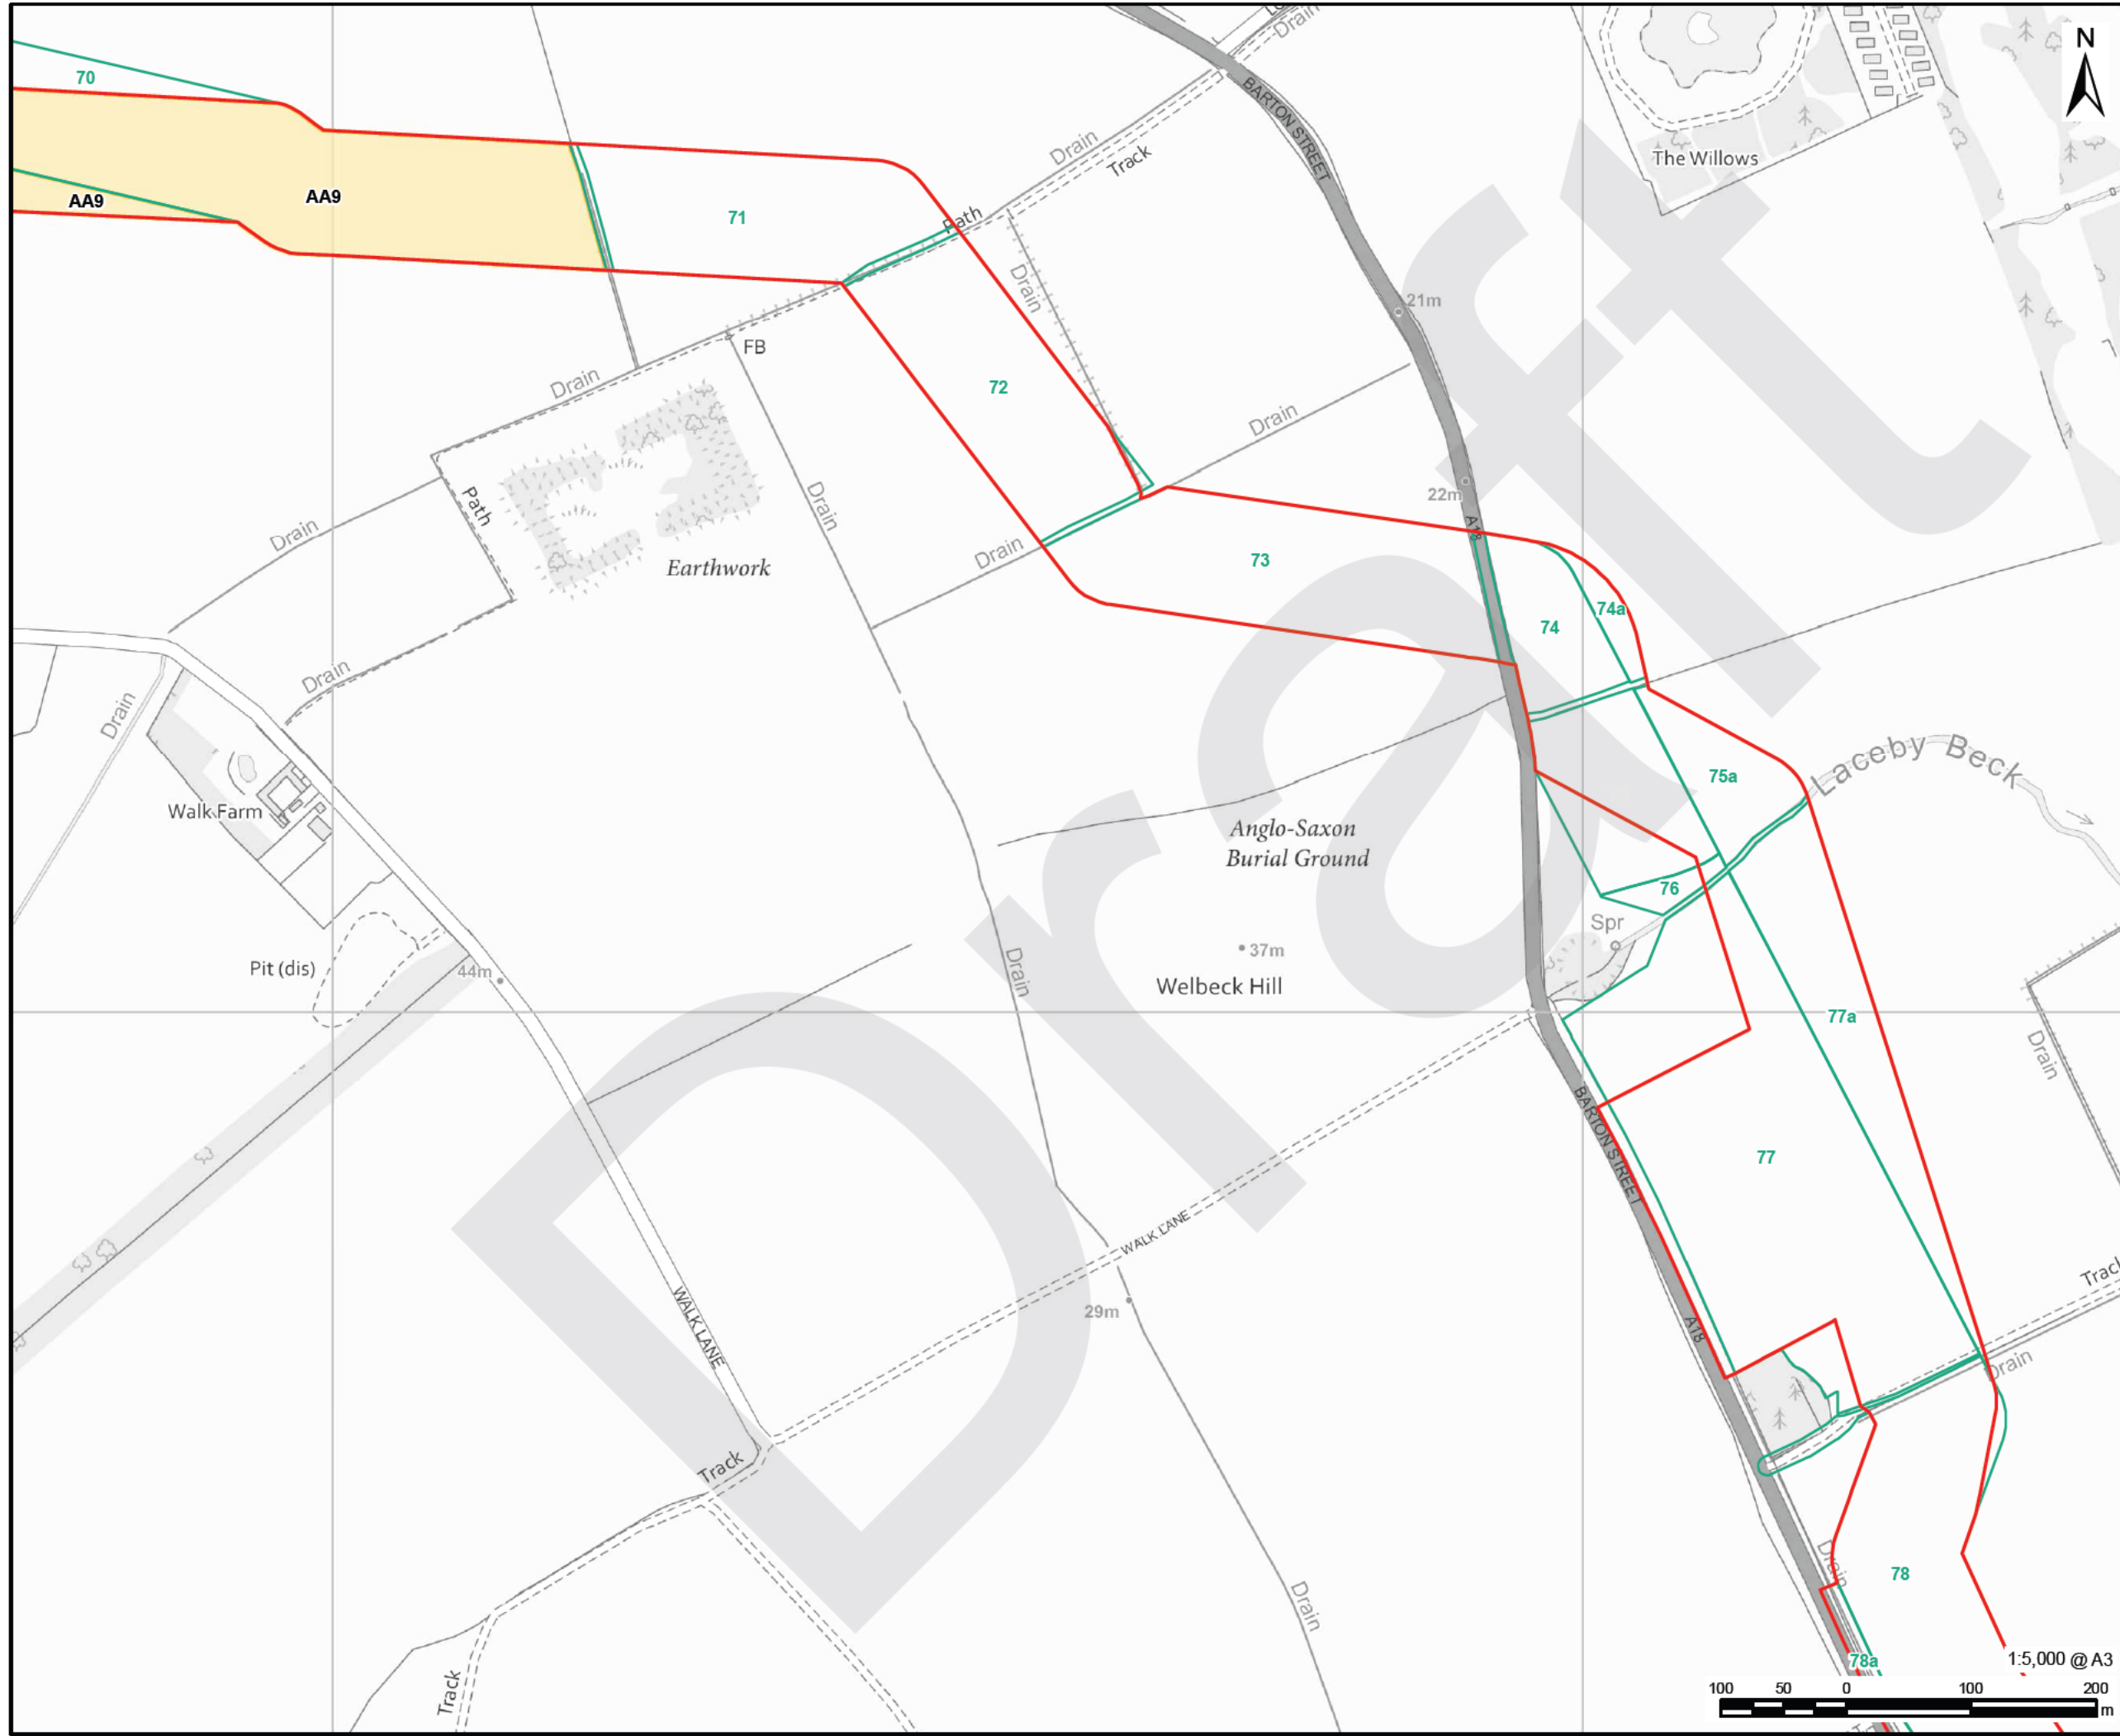 70
AA9
AA9
71
Path
Drain
Track
Drain
BARTON STREET
The Willows
N
21m
Drain
FB
72
Drain
Drain
22m
A18
Path
Drain
Drain
Drain
Earthwork
73
74
74a
Drain
Drain
Walk Farm
75a
Laceby Beck
Anglo-Saxon
Burial Ground
76
Spr
37m
Welbeck Hill
Pit (dis)
44m
Drain
77a
Drain
BARTON STREET
77
WALK LANE
29m
WALK LANE
A18
Track
Drain
Track
Drain
Drain
78
Track
78a
1:5,000 @ A3
100 50 0 100 200
m
Draft